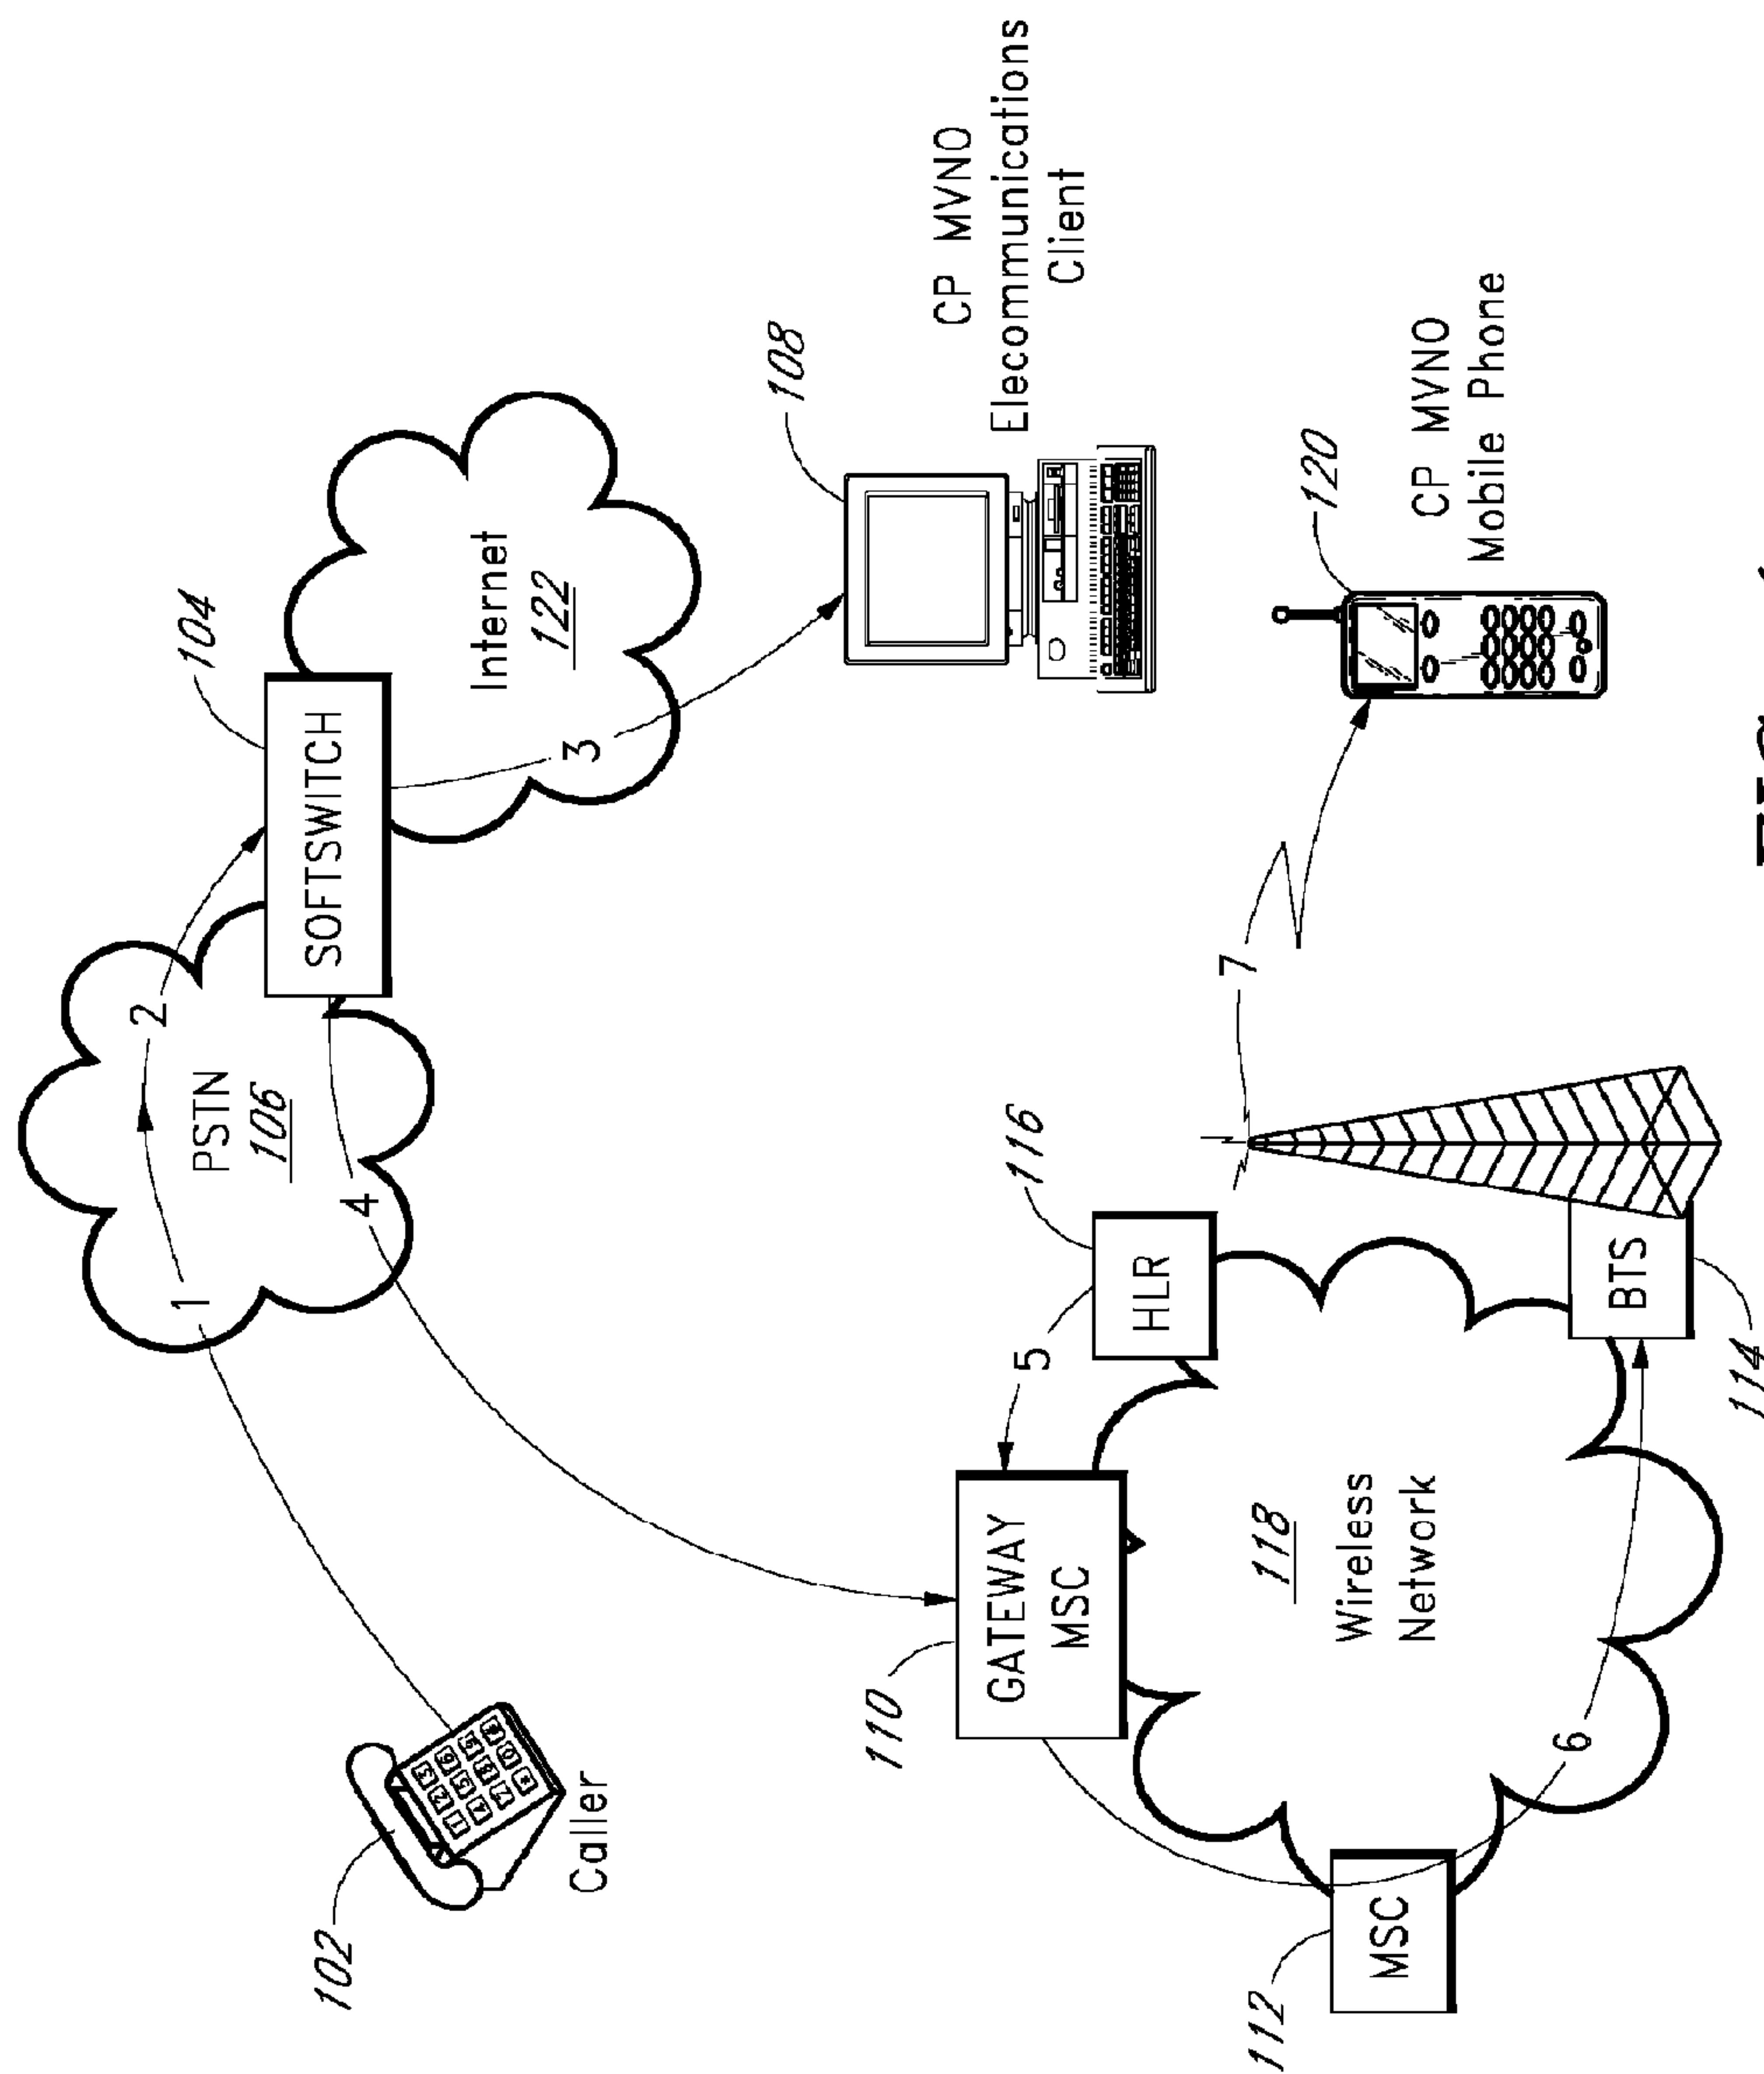 102
Caller
1
2
PSTN
106
4
SOFTSWITCH
104
Internet
122
3
108
CP MVNO
Elecommunications
Client
110
GATEWAY
MSC
5
HLR
116
112
MSC
118
Wireless
Network
6
BTS
114
7
120
CP MVNO
Mobile Phone